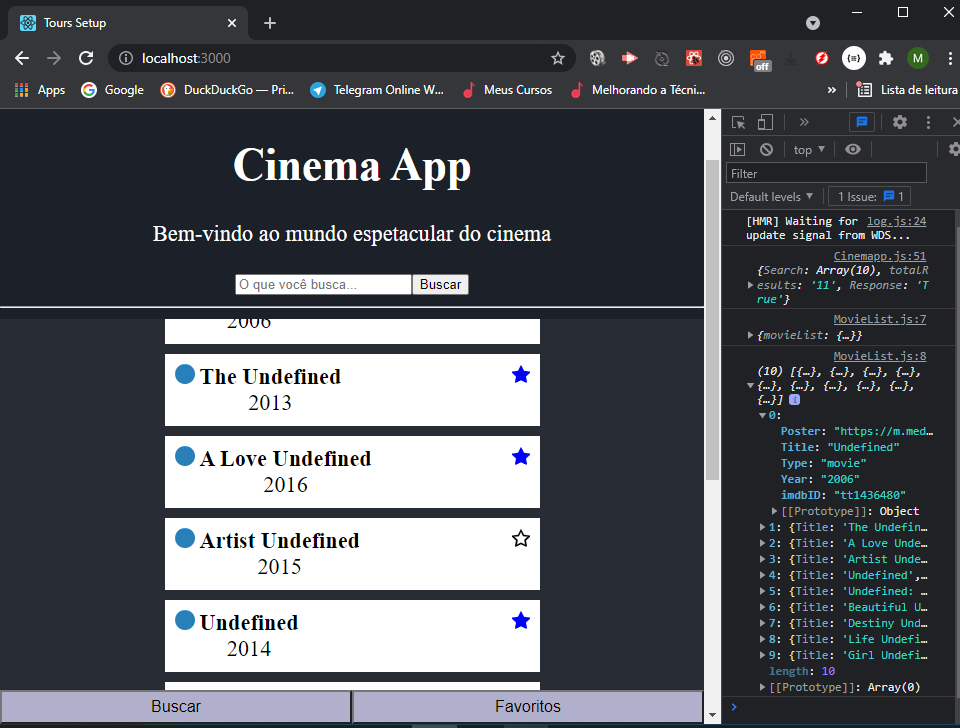 Tours Setup
localhost:3000
off
M
Apps
Google
DuckDuckGo — Pri...
Telegram Online W...
Meus Cursos
Melhorando a Técni...
»
Lista de leitura
Cinema App
Bem-vindo ao mundo espetacular do cinema
O que você busca...
Buscar
2006
The Undefined
2013
A Love Undefined
2016
Artist Undefined
2015
Undefined
2014
Buscar
Favoritos
»
top
Filter
Default levels
1 Issue: 1
[HMR] Waiting for log.js:24
update signal from WDS...
Cinemapp.js:51
{Search: Array(10), totalR
esults: '11', Response: 'T
rue'}
MovieList.js:7
{movieList: {…}}
MovieList.js:8
(10) [{…}, {…}, {…}, {…},
{…}, {…}, {…}, {…}, {…},
{…}] i
0:
Poster: "https://m.med…
Title: "Undefined"
Type: "movie"
Year: "2006"
imdbID: "tt1436480"
[[Prototype]]: Object
1: {Title: 'The Undefin…
2: {Title: 'A Love Unde…
3: {Title: 'Artist Unde…
4: {Title: 'Undefined',…
5: {Title: 'Undefined: …
6: {Title: 'Beautiful U…
7: {Title: 'Destiny Und…
8: {Title: 'Life Undefi…
9: {Title: 'Girl Undefi…
length: 10
[[Prototype]]: Array(0)